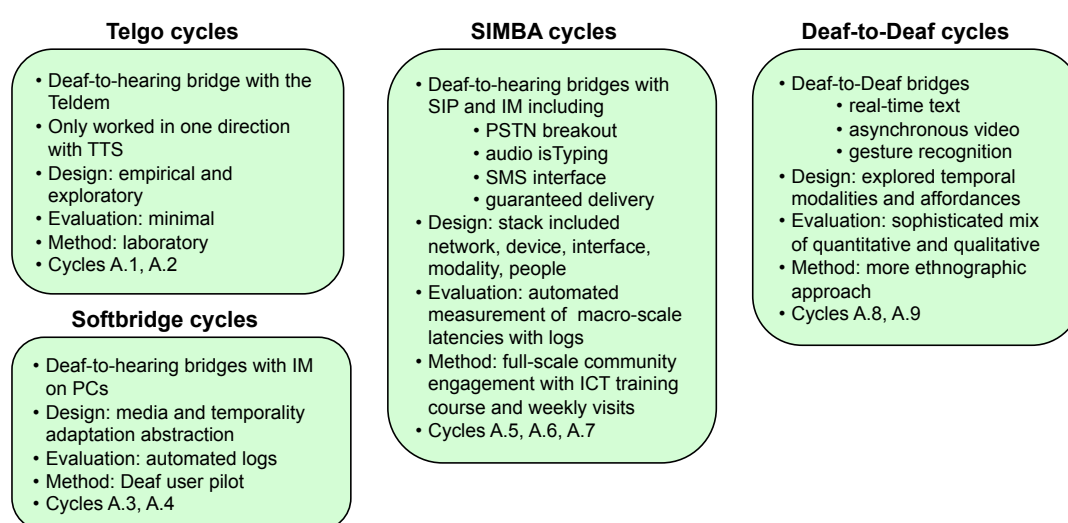 Telgo cycles
• Deaf-to-hearing bridge with the
Teldem
• Only worked in one direction
with TTS
• Design: empirical and
exploratory
• Evaluation: minimal
• Method: laboratory
• Cycles A.1, A.2
Softbridge cycles
• Deaf-to-hearing bridges with IM
on PCs
• Design: media and temporality
adaptation abstraction
• Evaluation: automated logs
• Method: Deaf user pilot
• Cycles A.3, A.4
SIMBA cycles
• Deaf-to-hearing bridges with
SIP and IM including
• PSTN breakout
• audio isTyping
• SMS interface
• guaranteed delivery
• Design: stack included
network, device, interface,
modality, people
• Evaluation: automated
measurement of macro-scale
latencies with logs
• Method: full-scale community
engagement with ICT training
course and weekly visits
• Cycles A.5, A.6, A.7
Deaf-to-Deaf cycles
• Deaf-to-Deaf bridges
• real-time text
• asynchronous video
• gesture recognition
• Design: explored temporal
modalities and affordances
• Evaluation: sophisticated mix
of quantitative and qualitative
• Method: more ethnographic
approach
• Cycles A.8, A.9